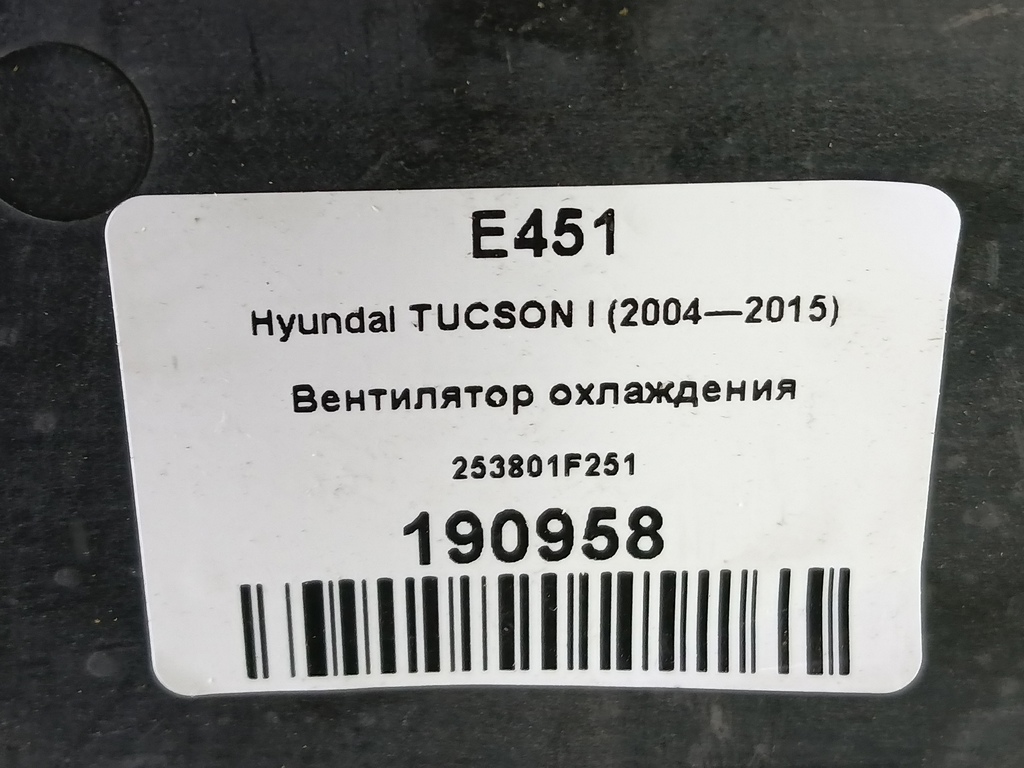 E451
Hyundai TUCSON I (2004—2015)
Вентилятор охлаждения
253801F251
190958